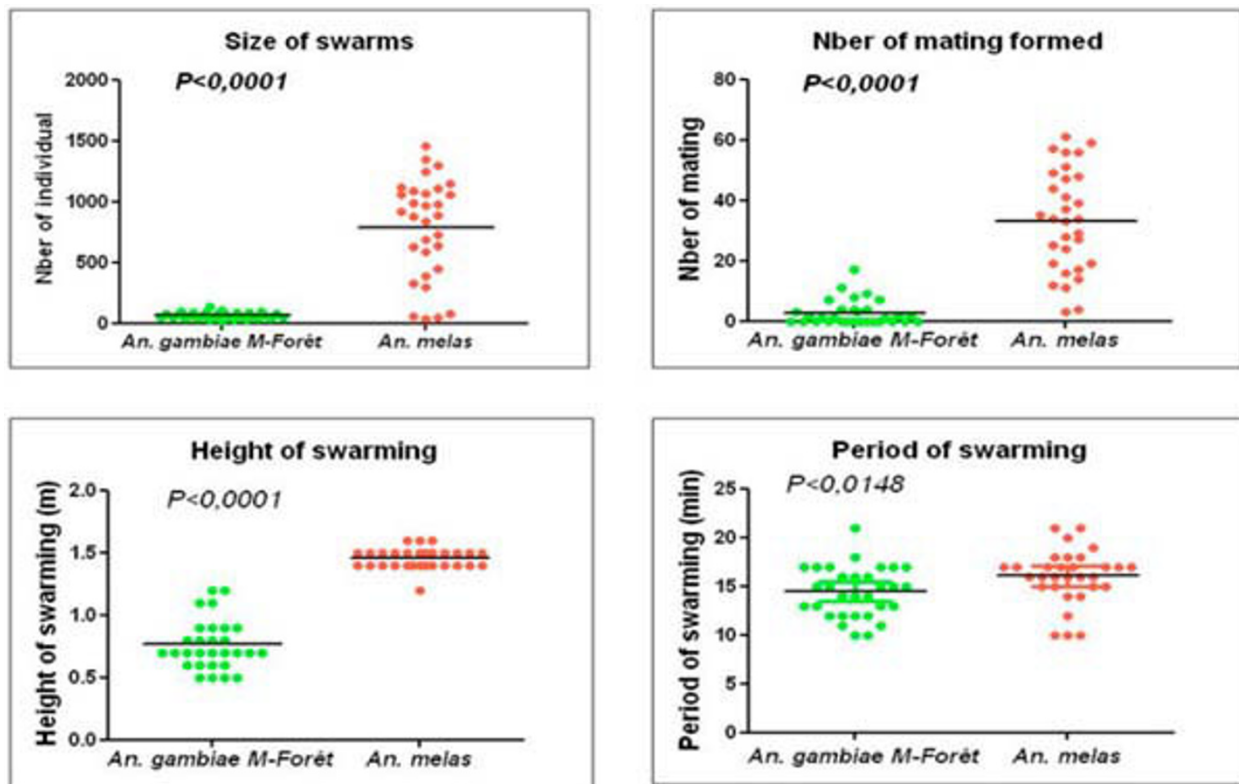 Size of swarms
P<0,0001
Nber of individual
2000
1500
1000
500
0
An. gambiae M-Forêt
An. melas
Nber of mating formed
P<0,0001
Nber of mating
80
60
40
20
0
An. gambiae M-Forêt
An. melas
Height of swarming
P<0,0001
Height of swarming (m)
2.0
1.5
1.0
0.5
0.0
An. gambiae M-Forêt
An. melas
Period of swarming
P<0,0148
Period of swarming (min)
25
20
15
10
5
0
An. gambiae M-Forêt
An. melas